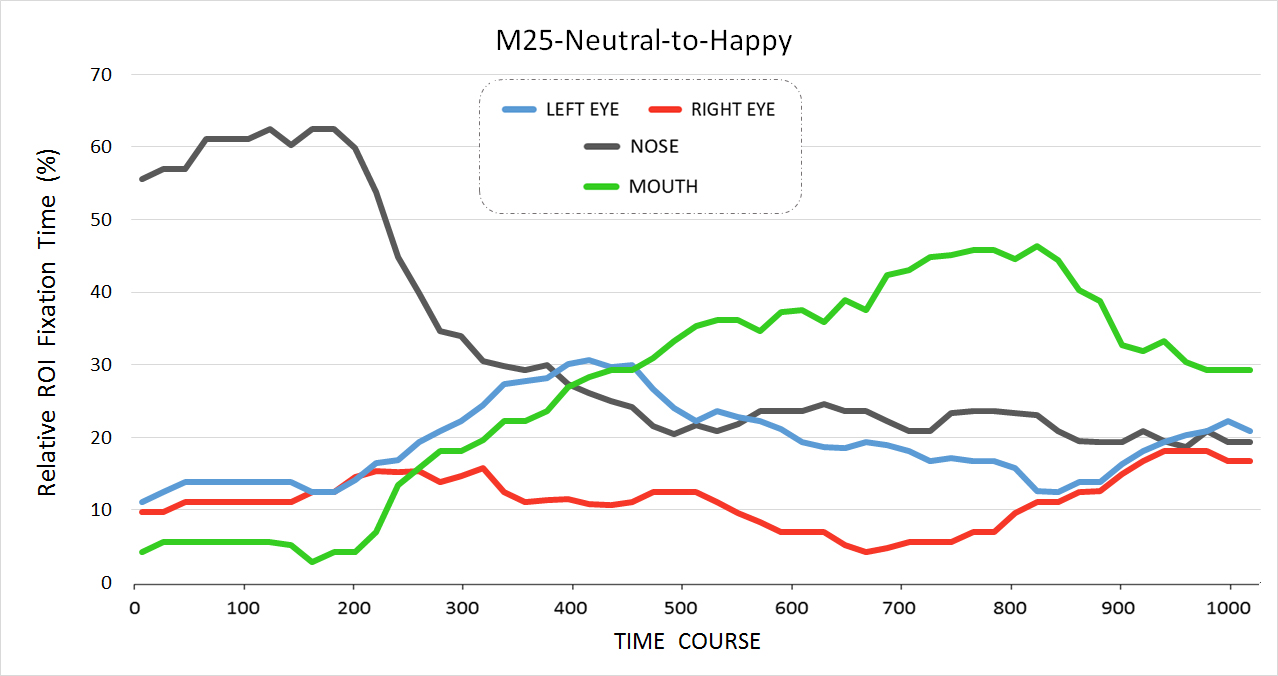 M25-Neutral-to-Happy
LEFT EYE RIGHT EYE
NOSE
MOUTH
Relative ROI Fixation Time (%)
70
60
50
40
30
20
10
0
0 100 200 300 400 500 600 700 800 900 1000
TIME COURSE